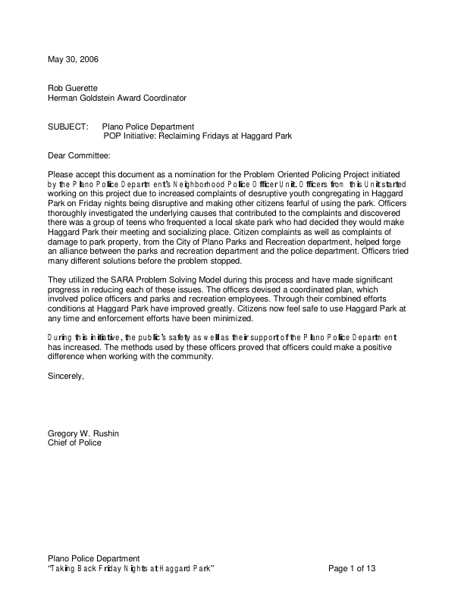 May 30, 2006
Rob Guerette
Herman Goldstein Award Coordinator
SUBJECT: Plano Police Department
POP Initiative: Reclaiming Fridays at Haggard Park
Dear Committee:
Please accept this document as a nomination for the Problem Oriented Policing Project initiated
by the Plano Police Department's Neighborhood Police Officer Unit. Officers from this Unit started
working on this project due to increased complaints of disruptive youth congregating in Haggard
Park on Friday nights being disruptive and making other citizens fearful of using the park. Officers
thoroughly investigated the underlying causes that contributed to the complaints and discovered
there was a group of teens who frequented a local skate park who had decided they would make
Haggard Park their meeting and socializing place. Citizen complaints as well as complaints of
damage to park property, from the City of Plano Parks and Recreation department, helped forge
an alliance between the parks and recreation department and the police department. Officers tried
many different solutions before the problem stopped.
They utilized the SARA Problem Solving Model during this process and have made significant
progress in reducing each of these issues. The officers devised a coordinated plan, which
involved police officers and parks and recreation employees. Through their combined efforts
conditions at Haggard Park have improved greatly. Citizens now feel safe to use Haggard Park at
any time and enforcement efforts have been minimized.
During this initiative, the public's safety as well as their support of the Plano Police Department
has increased. The methods used by these officers proved that officers could make a positive
difference when working with the community.
Sincerely,
Gregory W. Rushin
Chief of Police
Plano Police Department
"Taking Back Friday Nights at Haggard Park" Page 1 of 13